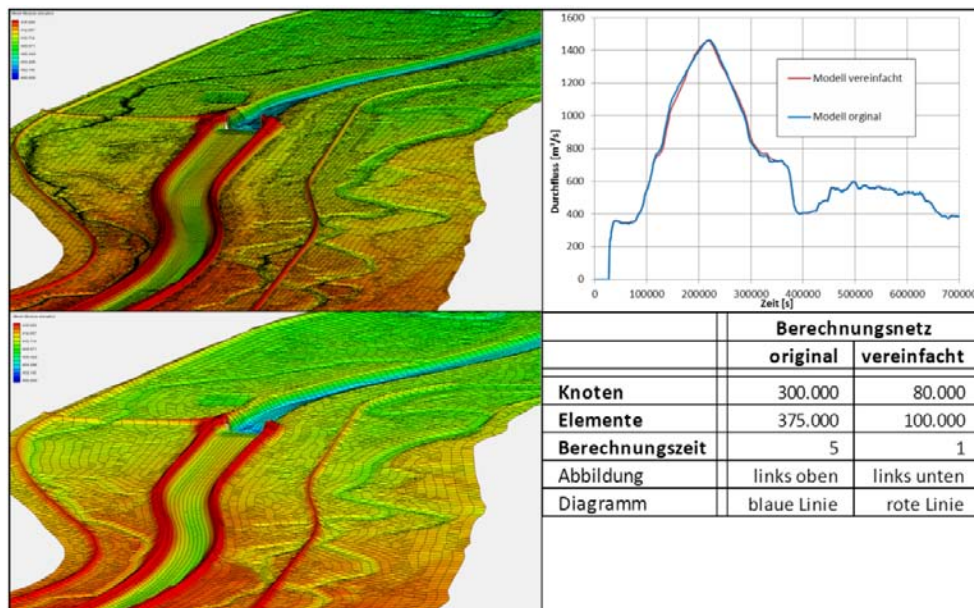 1600
1400
1200
1000
800
600
400
200
0
Durchfluss [m³/s]
Modell vereinfacht
Modell orginal
0 100000 200000 300000 400000 500000 600000 700000
Zeit [s]
Berechnungsnetz
original vereinfacht
Knoten 300.000 80.000
Elemente 375.000 100.000
Berechnungszeit 5 1
Abbildung links oben links unten
Diagramm blaue Linie rote Linie